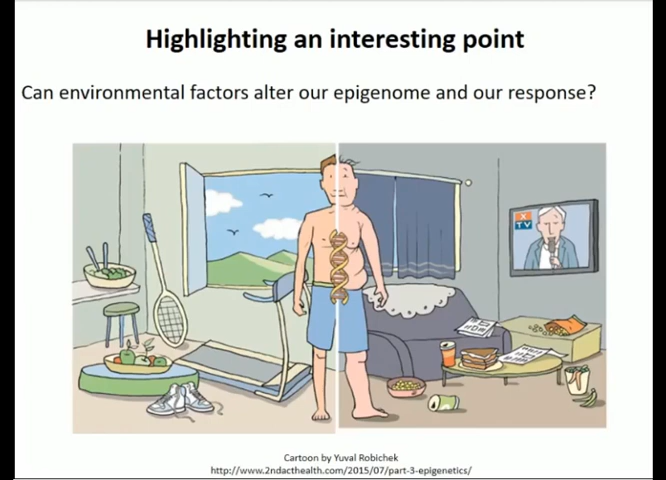 Highlighting an interesting point
Can environmental factors alter our epigenome and our response?
X
TV
Cartoon by Yuval Robichek
http://www.2ndacthealth.com/2015/07/part-3-epigenetics/